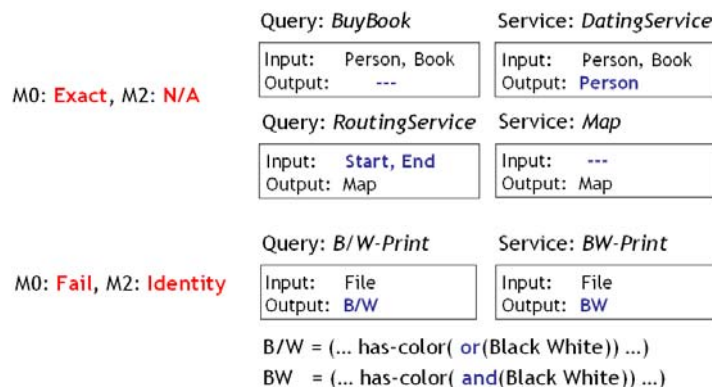 Query: BuyBook Service: DatingService
Input: Person, Book Input: Person, Book
Output: --- Output: Person
M0: Exact, M2: N/A
Query: RoutingService Service: Map
Input: Start, End Input: ---
Output: Map Output: Map
Query: B/W-Print Service: BW-Print
M0: Fail, M2: Identity
Input: File Input: File
Output: B/W Output: BW
B/W = (... has-color( or(Black White)) ...)
BW = (... has-color( and(Black White)) ...)